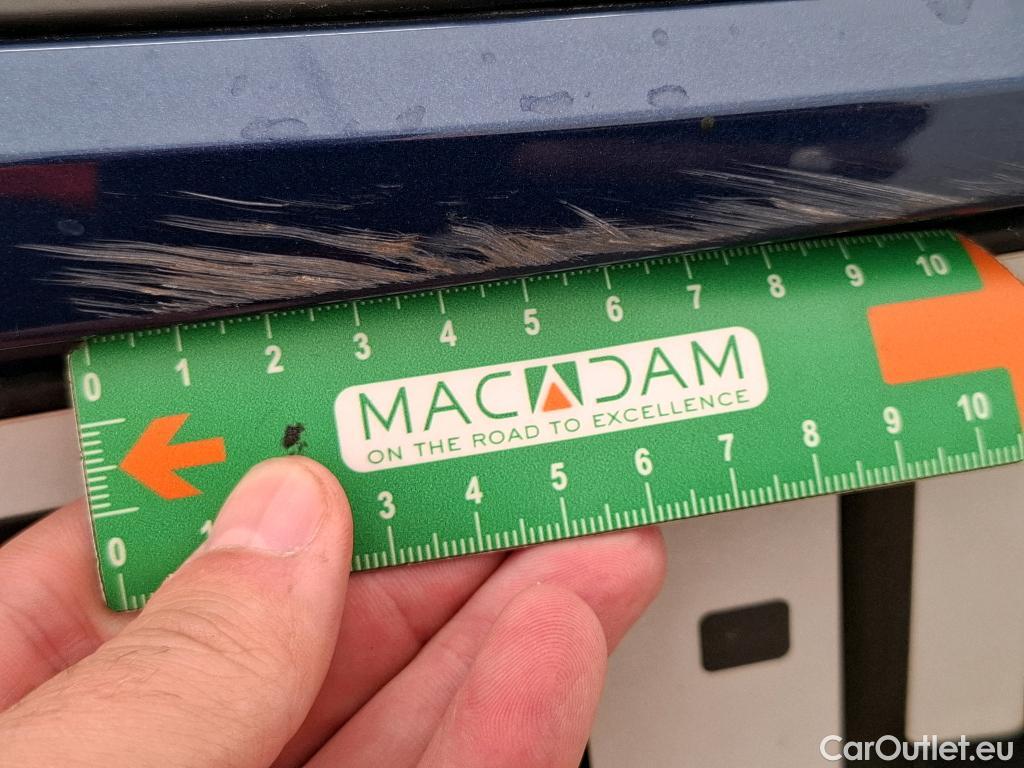 0 1 2 3 4 5 6 7 8 9 10
MACADAM
ON THE ROAD TO EXCELLENCE
0 1 3 4 5 6 7 8 9 10
CarOutlet.eu